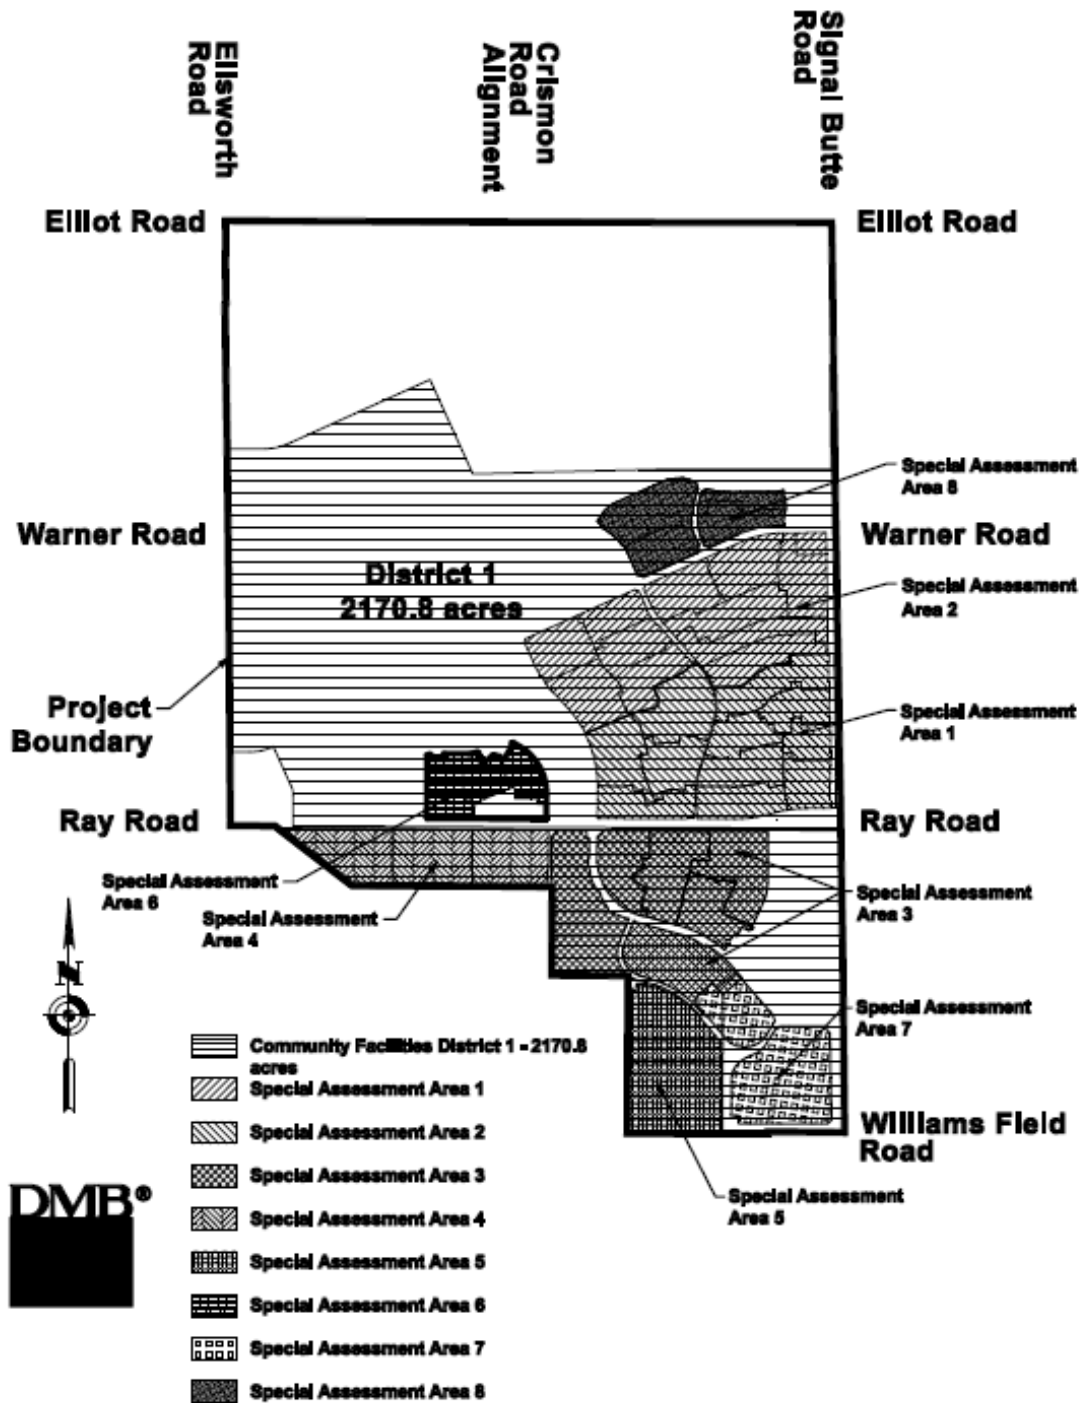 Ellsworth
Road
Crismon
Road
Alignment
Signal Butte
Road
Elliot Road
Elliot Road
Special Assessment
Area 8
Warner Road
Warner Road
District 1
2170.8 acres
Special Assessment
Area 2
Project
Boundary
Special Assessment
Area 1
Ray Road
Ray Road
Special Assessment
Area 6
Special Assessment
Area 4
Special Assessment
Area 3
N
Special Assessment
Area 7
Community Facilities District 1 - 2170.8
acres
Special Assessment Area 1
Special Assessment Area 2
Special Assessment Area 3
Special Assessment Area 4
Special Assessment Area 5
Special Assessment Area 6
Special Assessment Area 7
Special Assessment Area 8
Williams Field
Road
Special Assessment
Area 5
DMB®